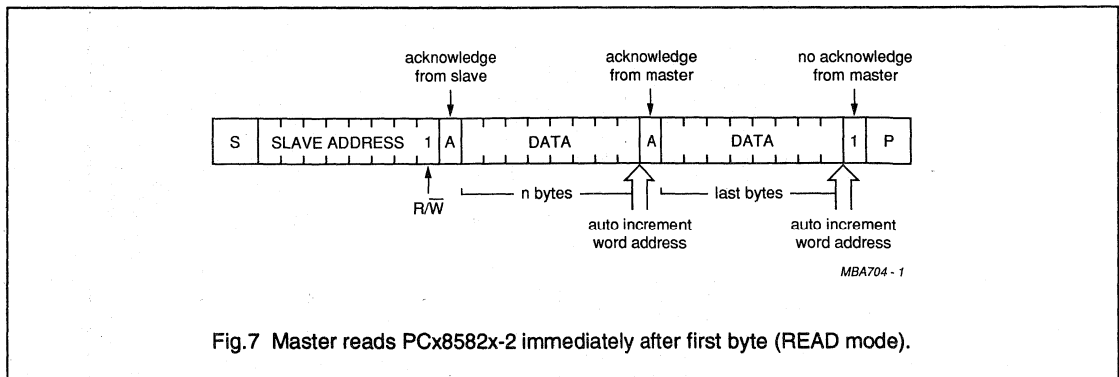 acknowledge
from slave
acknowledge
from master
no acknowledge
from master
S SLAVE ADDRESS 1 A DATA A DATA 1 P
R/W̅
n bytes
last bytes
auto increment
word address
auto increment
word address
MBA704 - 1
Fig.7 Master reads PCx8582x-2 immediately after first byte (READ mode).